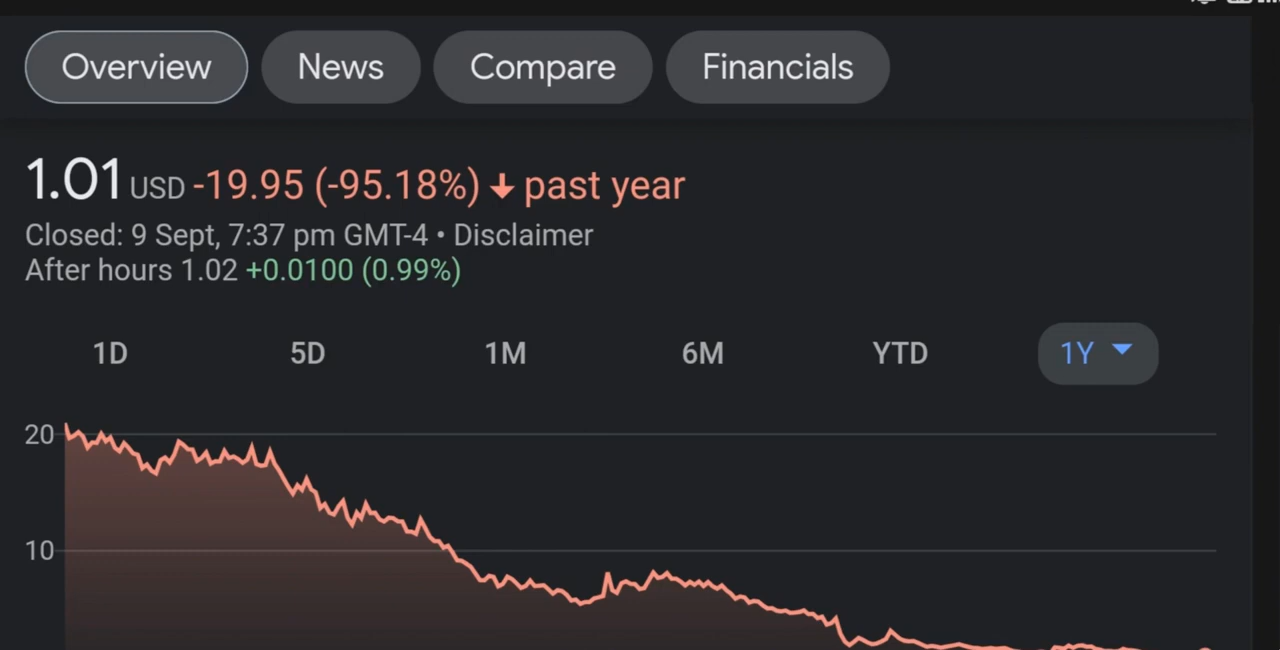 Overview News Compare Financials
1.01 USD -19.95 (-95.18%) ↓ past year
Closed: 9 Sept, 7:37 pm GMT-4 • Disclaimer
After hours 1.02 +0.0100 (0.99%)
1D 5D 1M 6M YTD 1Y
20
10